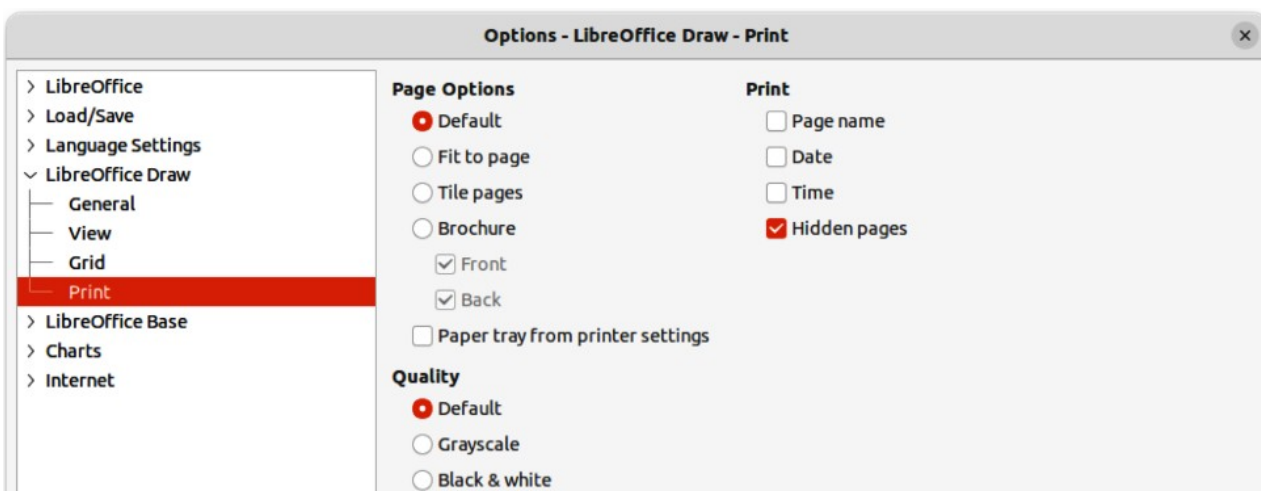 Options - LibreOffice Draw - Print
LibreOffice
Load/Save
Language Settings
LibreOffice Draw
General
View
Grid
Print
LibreOffice Base
Charts
Internet
Page Options
Default
Fit to page
Tile pages
Brochure
Front
Back
Paper tray from printer settings
Quality
Default
Grayscale
Black & white
Print
Page name
Date
Time
Hidden pages